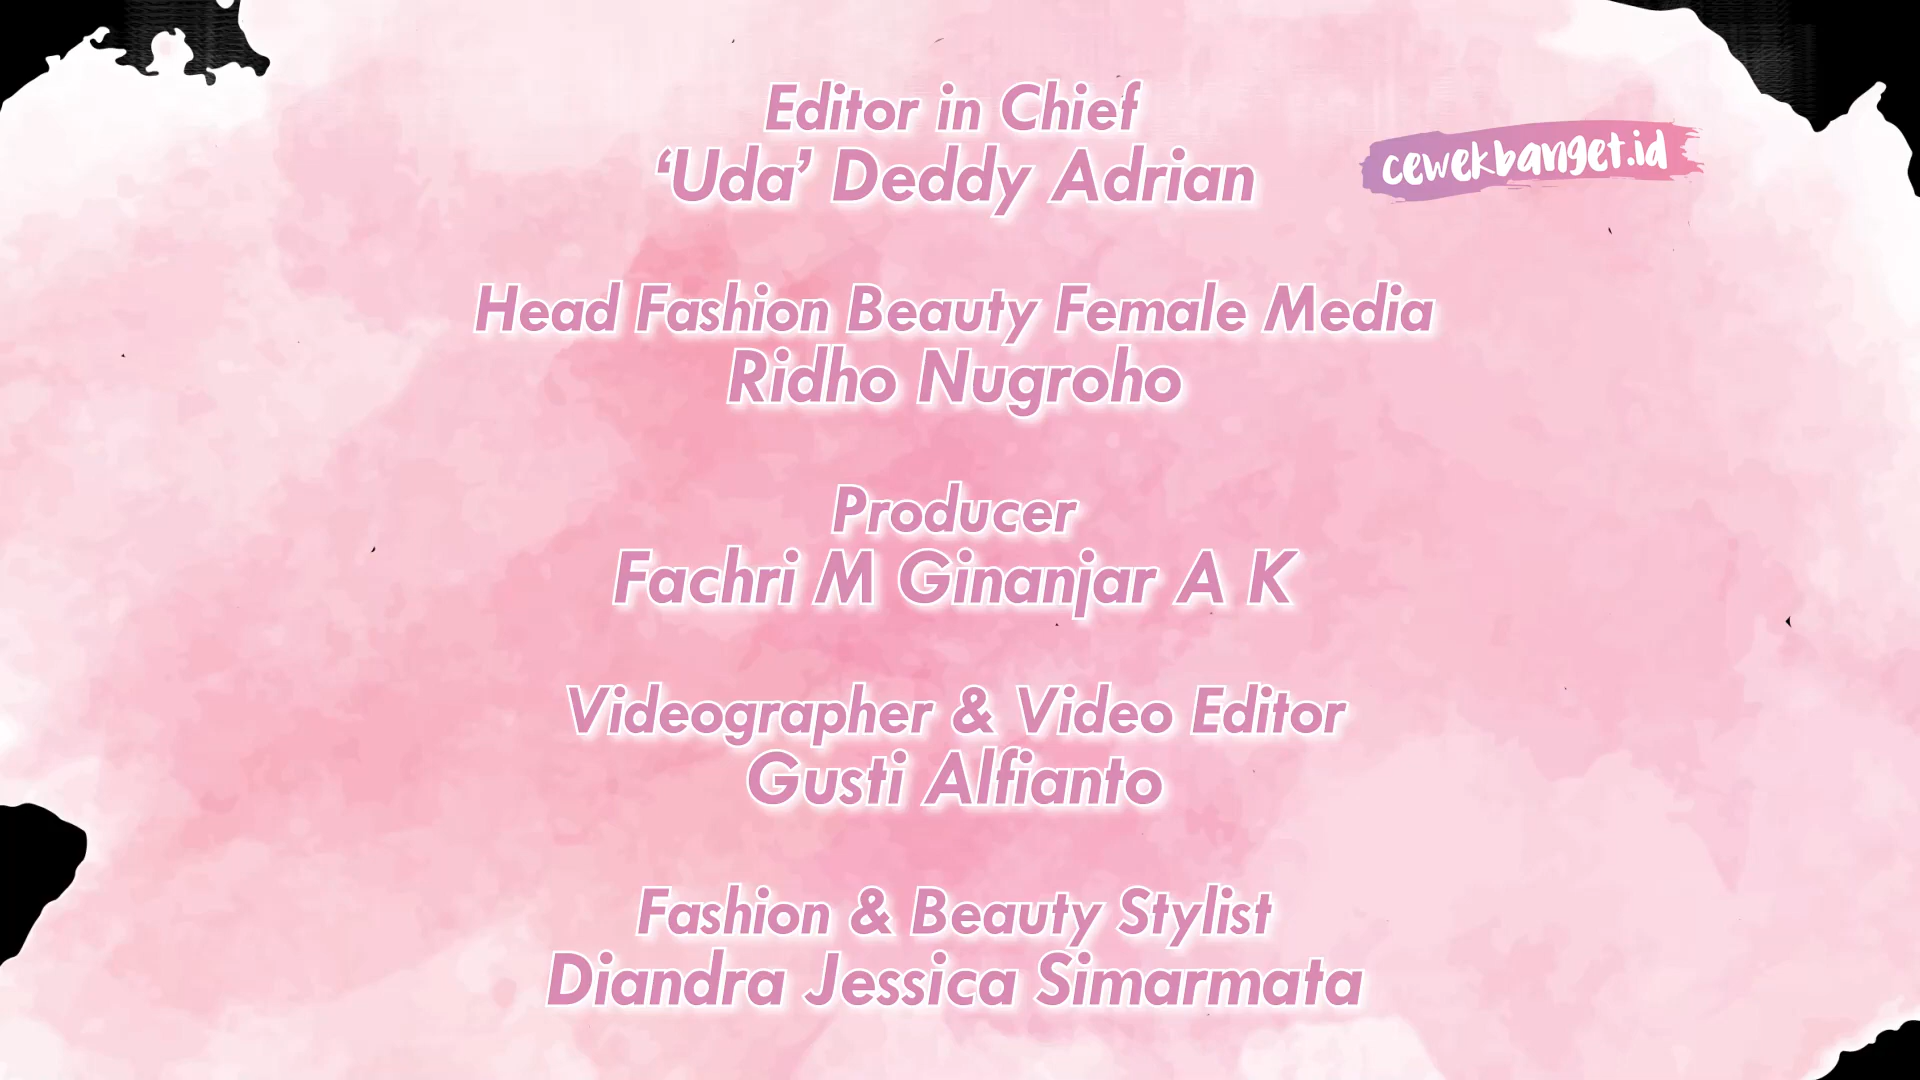 Editor in Chief
‘Uda’ Deddy Adrian
cewekbanget.id
Head Fashion Beauty Female Media
Ridho Nugroho
Producer
Fachri M Ginanjar A K
Videographer & Video Editor
Gusti Alfianto
Fashion & Beauty Stylist
Diandra Jessica Simarmata